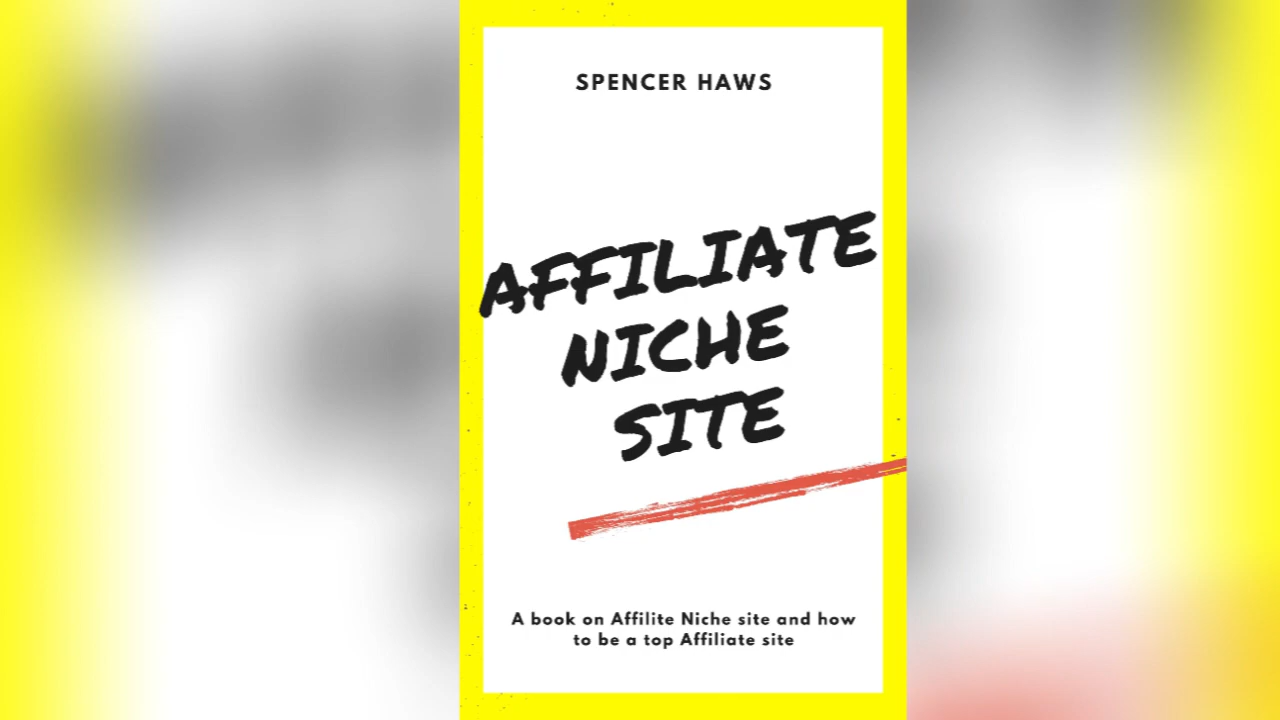 SPENCER HAWS
AFFILIATE
NICHE
SITE
A book on Affilite Niche site and how
to be a top Affiliate site